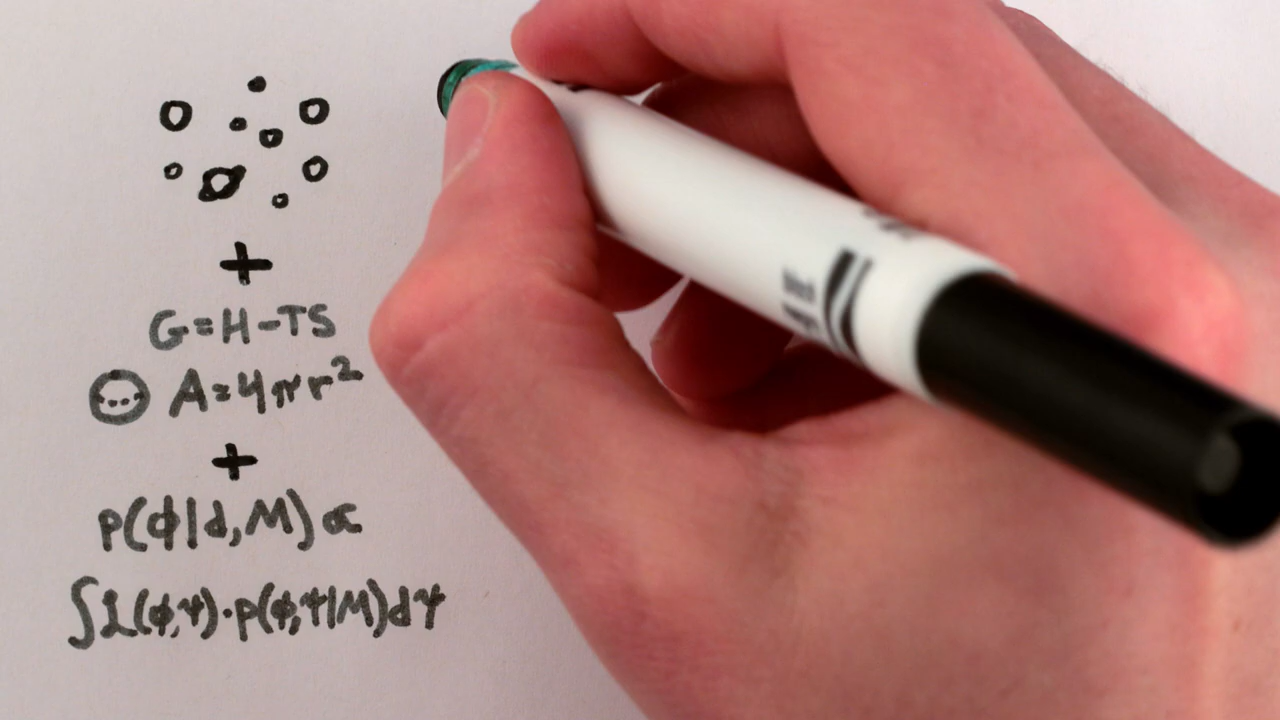 +
G=H-TS
A=4πr²
+
p(ϕ|d,M)∝
∫L(ϕ,ψ)·p(ϕ,ψ|M)dψ